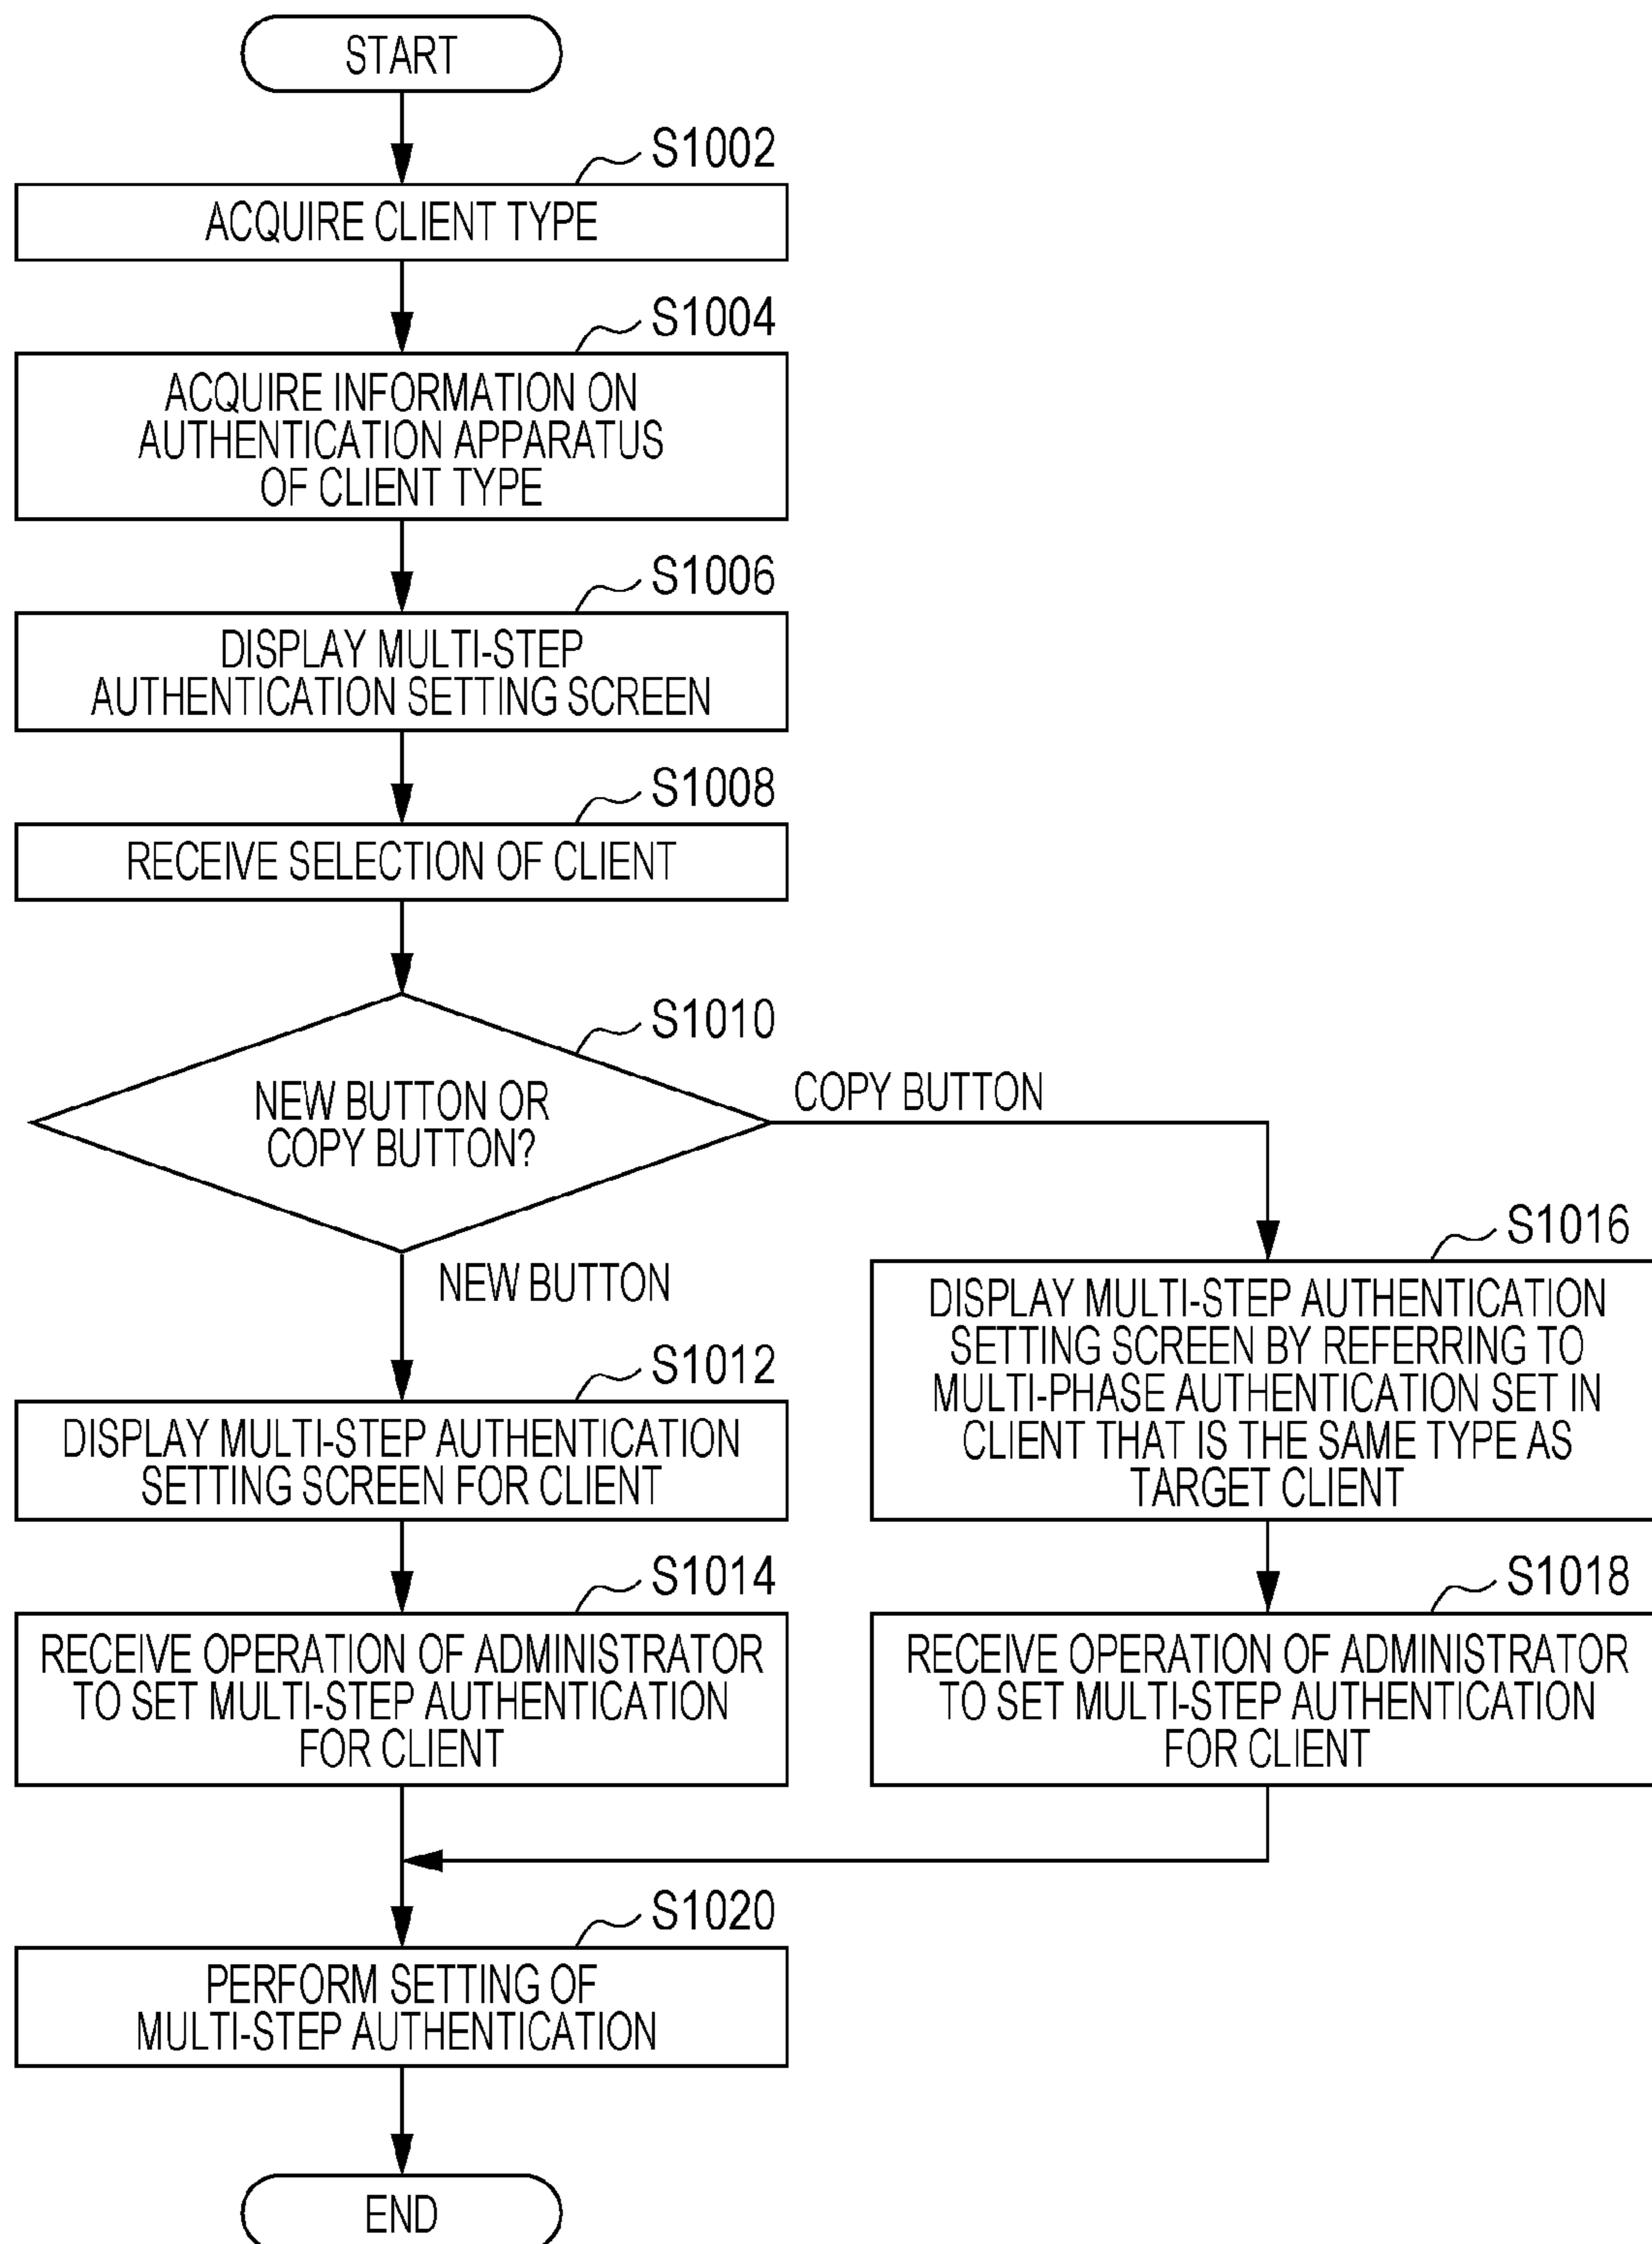 START
S1002
ACQUIRE CLIENT TYPE
S1004
ACQUIRE INFORMATION ON
AUTHENTICATION APPARATUS
OF CLIENT TYPE
S1006
DISPLAY MULTI-STEP
AUTHENTICATION SETTING SCREEN
S1008
RECEIVE SELECTION OF CLIENT
S1010
NEW BUTTON OR
COPY BUTTON?
COPY BUTTON
NEW BUTTON
S1012
DISPLAY MULTI-STEP AUTHENTICATION
SETTING SCREEN FOR CLIENT
S1014
RECEIVE OPERATION OF ADMINISTRATOR
TO SET MULTI-STEP AUTHENTICATION
FOR CLIENT
S1016
DISPLAY MULTI-STEP AUTHENTICATION
SETTING SCREEN BY REFERRING TO
MULTI-PHASE AUTHENTICATION SET IN
CLIENT THAT IS THE SAME TYPE AS
TARGET CLIENT
S1018
RECEIVE OPERATION OF ADMINISTRATOR
TO SET MULTI-STEP AUTHENTICATION
FOR CLIENT
S1020
PERFORM SETTING OF
MULTI-STEP AUTHENTICATION
END